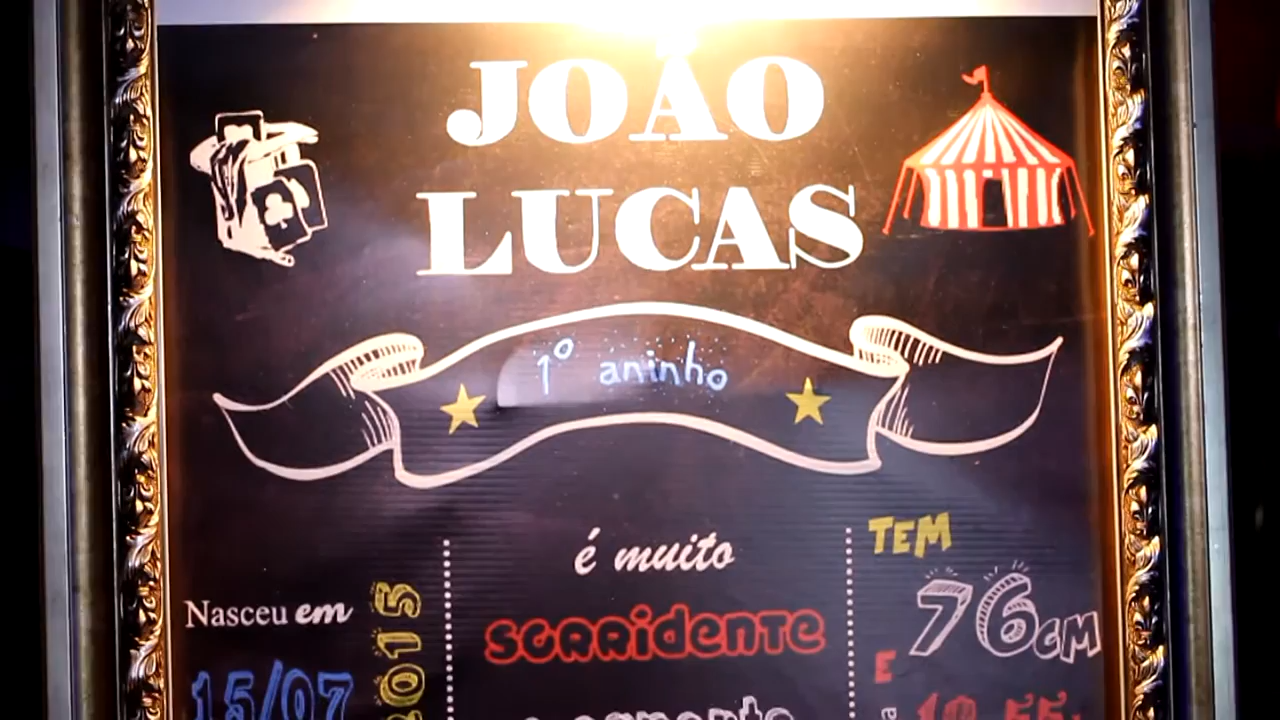 JOÃO
LUCAS
1º aninho
Nasceu em
15/07
2015
é muito
sorridente
TEM
76cm
E